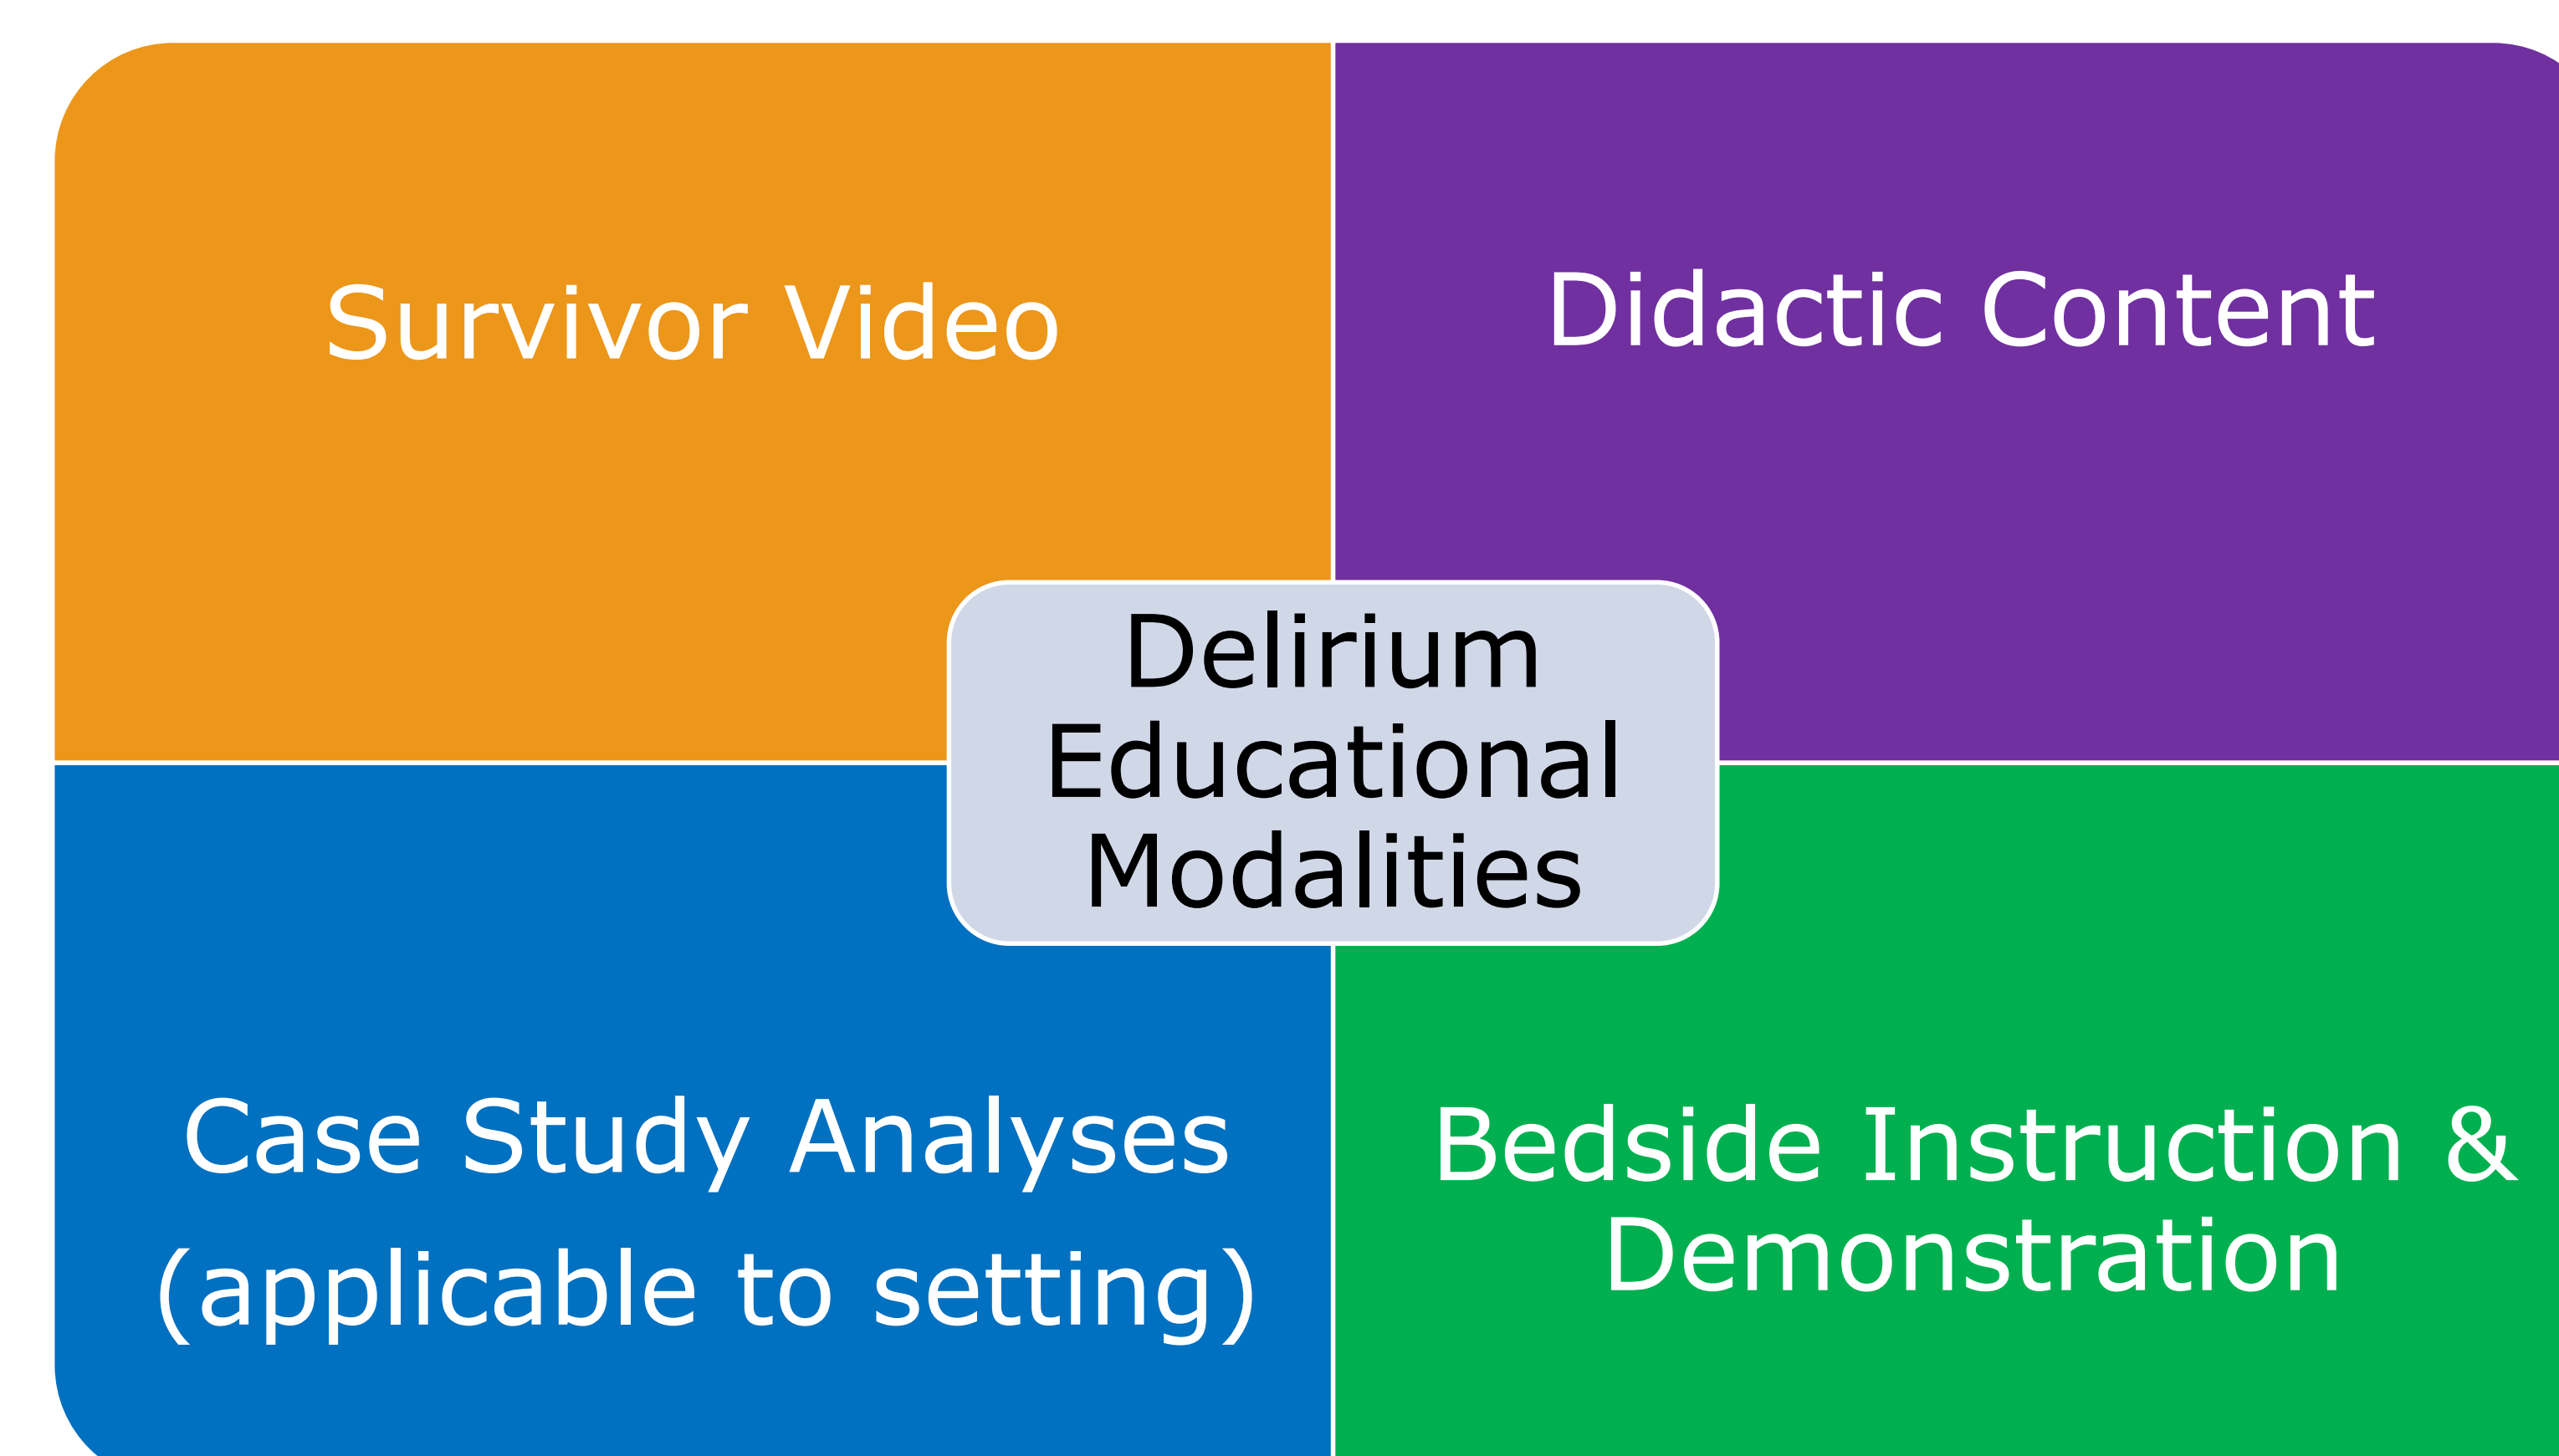 Survivor Video
Didactic Content
Delirium
Educational
Modalities
Case Study Analyses
(applicable to setting)
Bedside Instruction &
Demonstration